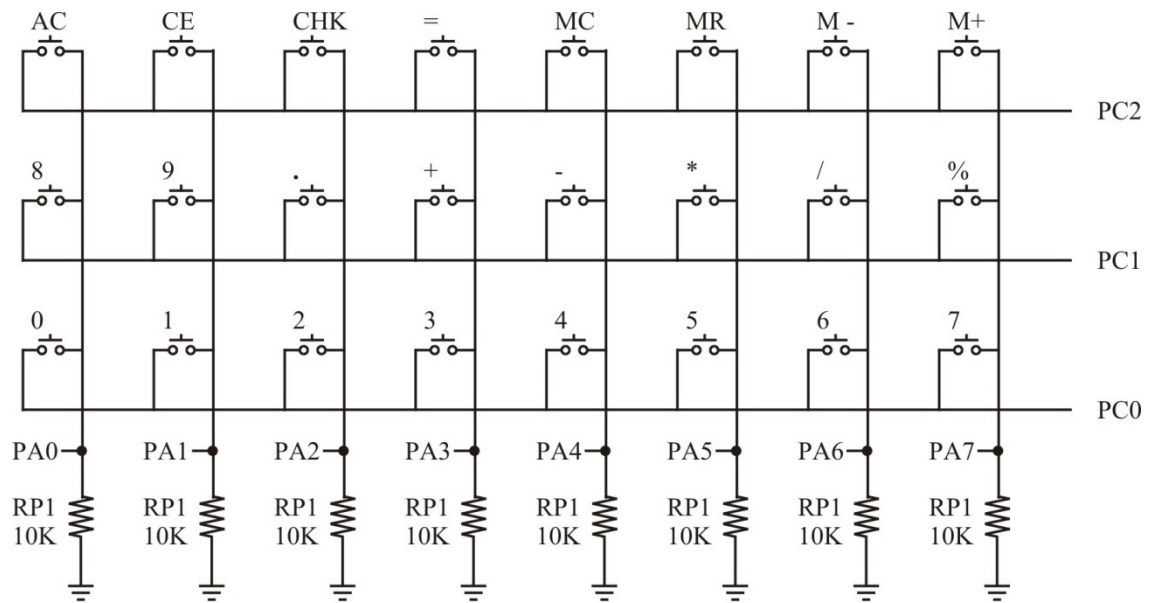 AC CE CHK = MC MR M - M+
PC2
8 9 . + - * / %
PC1
0 1 2 3 4 5 6 7
PC0
PA0 PA1 PA2 PA3 PA4 PA5 PA6 PA7
RP1 RP1 RP1 RP1 RP1 RP1 RP1 RP1
10K 10K 10K 10K 10K 10K 10K 10K